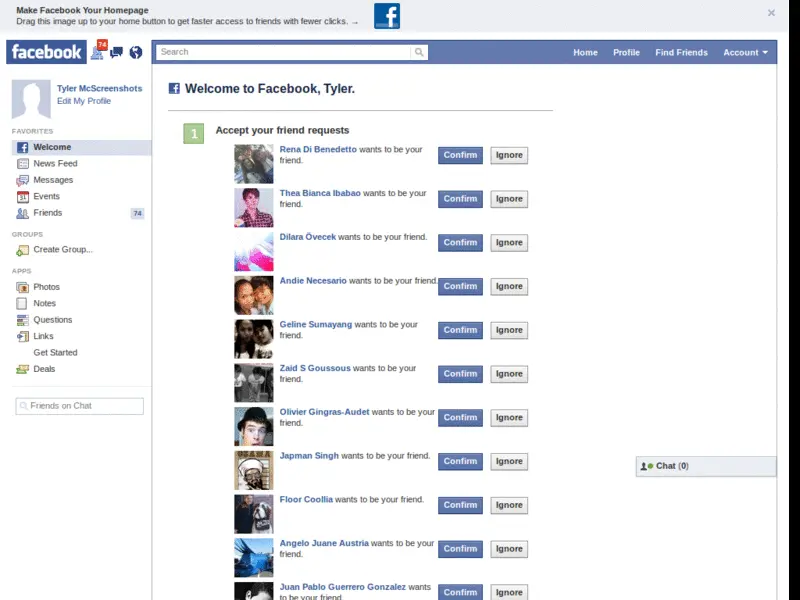 Make Facebook Your Homepage
Drag this image up to your home button to get faster access to friends with fewer clicks. →
facebook
74
Search
Home Profile Find Friends Account
Tyler McScreenshots
Edit My Profile
FAVORITES
Welcome
News Feed
Messages
31
Events
Friends 74
GROUPS
Create Group...
APPS
Photos
Notes
Questions
Links
Get Started
Deals
Friends on Chat
Welcome to Facebook, Tyler.
1 Accept your friend requests
Rena Di Benedetto wants to be your
friend.
Confirm Ignore
Thea Bianca Ibabao wants to be your
friend.
Confirm Ignore
Dilara Övecek wants to be your friend.
Confirm Ignore
Andie Necesario wants to be your friend.
Confirm Ignore
Geline Sumayang wants to be your
friend.
Confirm Ignore
Zaid S Goussous wants to be your
friend.
Confirm Ignore
Olivier Gingras-Audet wants to be your
friend.
Confirm Ignore
Japman Singh wants to be your friend.
Confirm Ignore
Floor Coollia wants to be your friend.
Confirm Ignore
Angelo Juane Austria wants to be your
friend.
Confirm Ignore
Juan Pablo Guerrero Gonzalez wants
to be your friend.
Confirm Ignore
Chat (0)